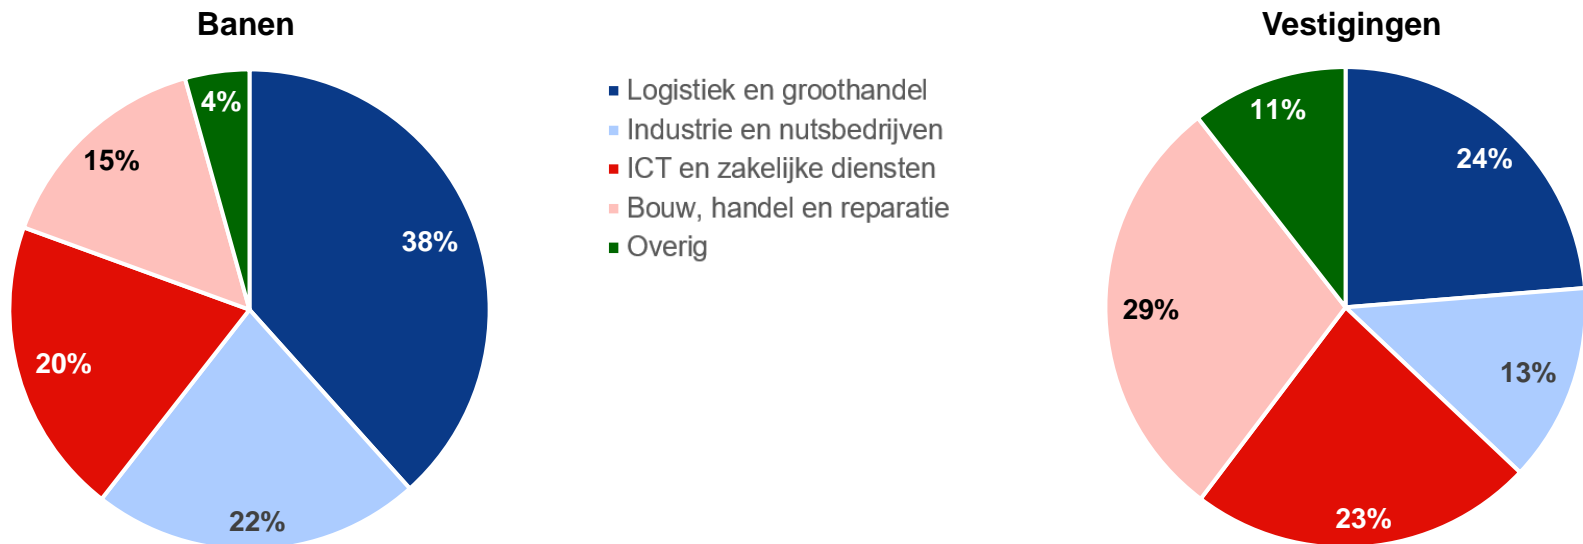 Banen
4%
15%
38%
20%
22%
Logistiek en groothandel
Industrie en nutsbedrijven
ICT en zakelijke diensten
Bouw, handel en reparatie
Overig
Vestigingen
11%
24%
29%
13%
23%